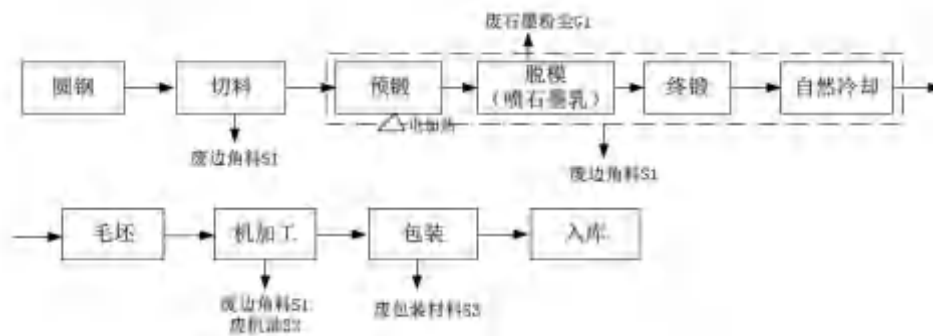 废石墨粉尘G1
圆钢
切料
预锻
脱模
（喷石墨乳）
终锻
自然冷却
电加热
废边角料S1
废边角料S1
毛坯
机加工
包装
入库
废边角料S1
废机油S2
废包装材料S3